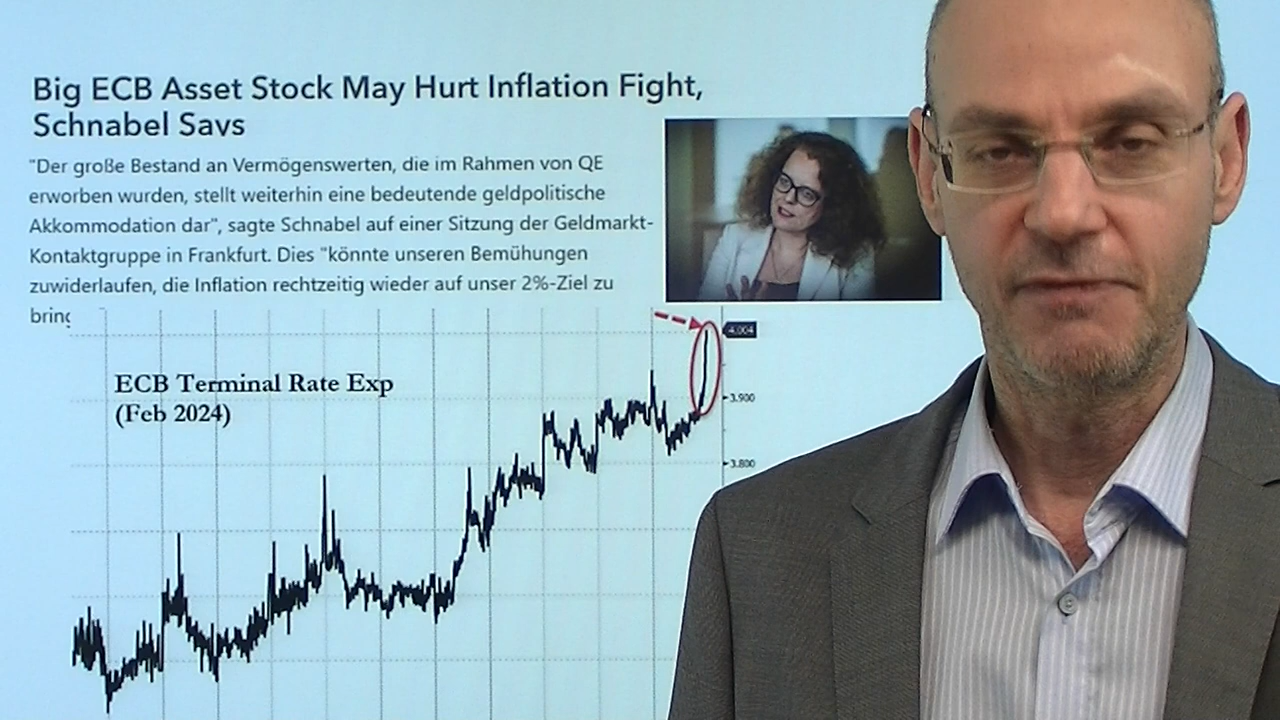 Big ECB Asset Stock May Hurt Inflation Fight,
Schnabel Savs
"Der große Bestand an Vermögenswerten, die im Rahmen von QE
erworben wurden, stellt weiterhin eine bedeutende geldpolitische
Akkommodation dar", sagte Schnabel auf einer Sitzung der Geldmarkt-
Kontaktgruppe in Frankfurt. Dies "könnte unseren Bemühungen
zuwiderlaufen, die Inflation rechtzeitig wieder auf unser 2%-Ziel zu
ECB Terminal Rate Exp
(Feb 2024)
4.004
3.900
3.800